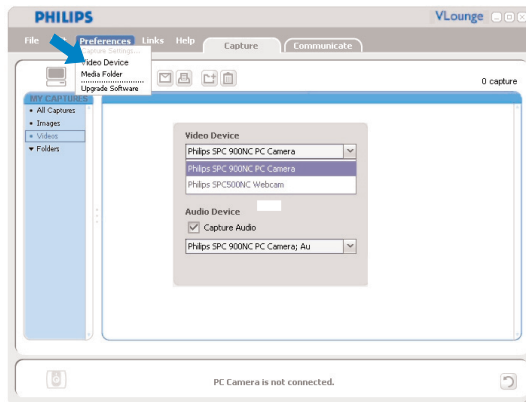 PHILIPS
VLounge
File
Preferences
Links
Help
Capture
Communicate
Capture Settings...
Video Device
Media Folder
Upgrade Software
0 capture
MY CAPTURES
All Captures
Images
Videos
Folders
Video Device
Philips SPC 900NC PC Camera
Philips SPC 900NC PC Camera
Philips SPC500NC Webcam
Audio Device
Capture Audio
Philips SPC 900NC PC Camera; Au
PC Camera is not connected.